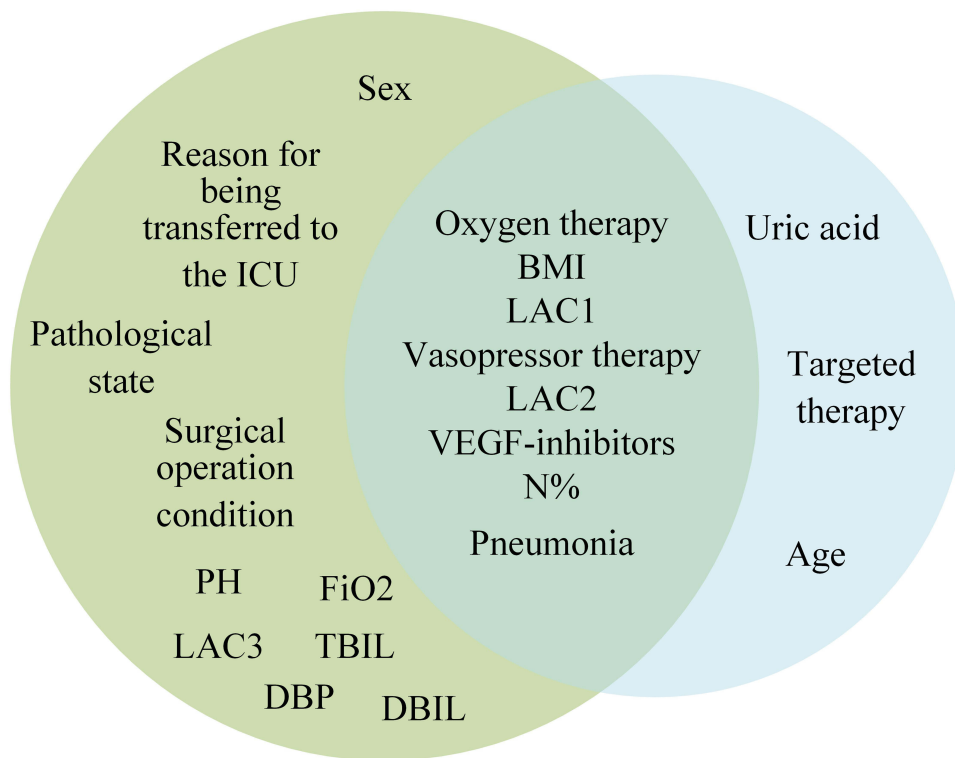 Sex
Reason for
being
transferred to
the ICU
Pathological
state
Surgical
operation
condition
PH
FiO2
LAC3
TBIL
DBP
DBIL
Oxygen therapy
BMI
LAC1
Vasopressor therapy
LAC2
VEGF-inhibitors
N%
Pneumonia
Uric acid
Targeted
therapy
Age